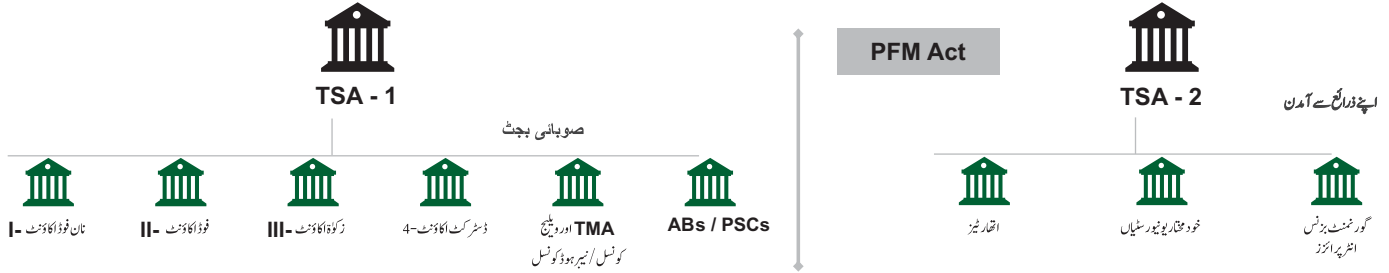 TSA - 1
صوبائی بجٹ
نان فوڈ اکاؤنٹ -I
فوڈ اکاؤنٹ -II
زکوٰۃ اکاؤنٹ -III
ڈسٹرکٹ اکاؤنٹ -4
TMA اور ویلیج
کونسل / نیبرہوڈ کونسل
ABs / PSCs
PFM Act
TSA - 2
اپنے ذرائع سے آمدن
اتھارٹیز
خود مختار یونیورسٹیاں
گورنمنٹ بزنس
انٹرپرائزز